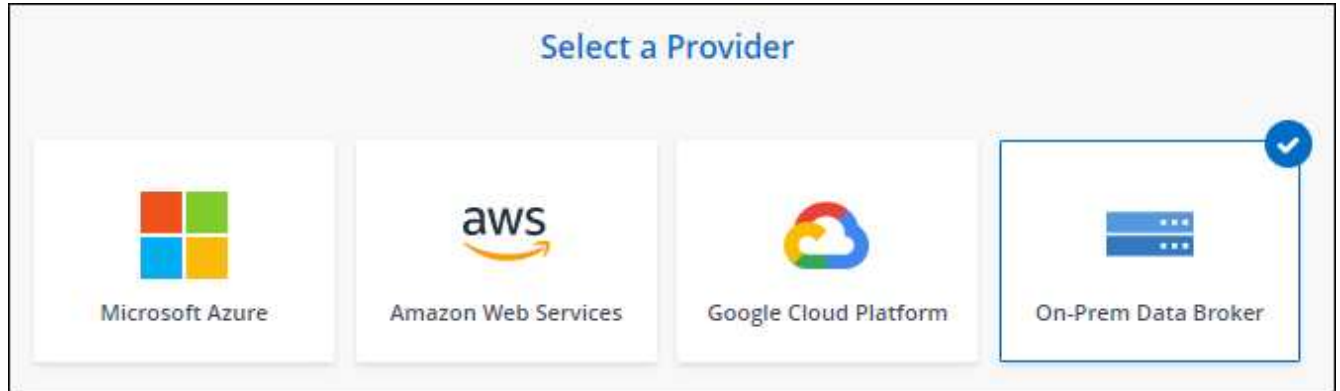 Select a Provider
aws
Microsoft Azure
Amazon Web Services
Google Cloud Platform
On-Prem Data Broker